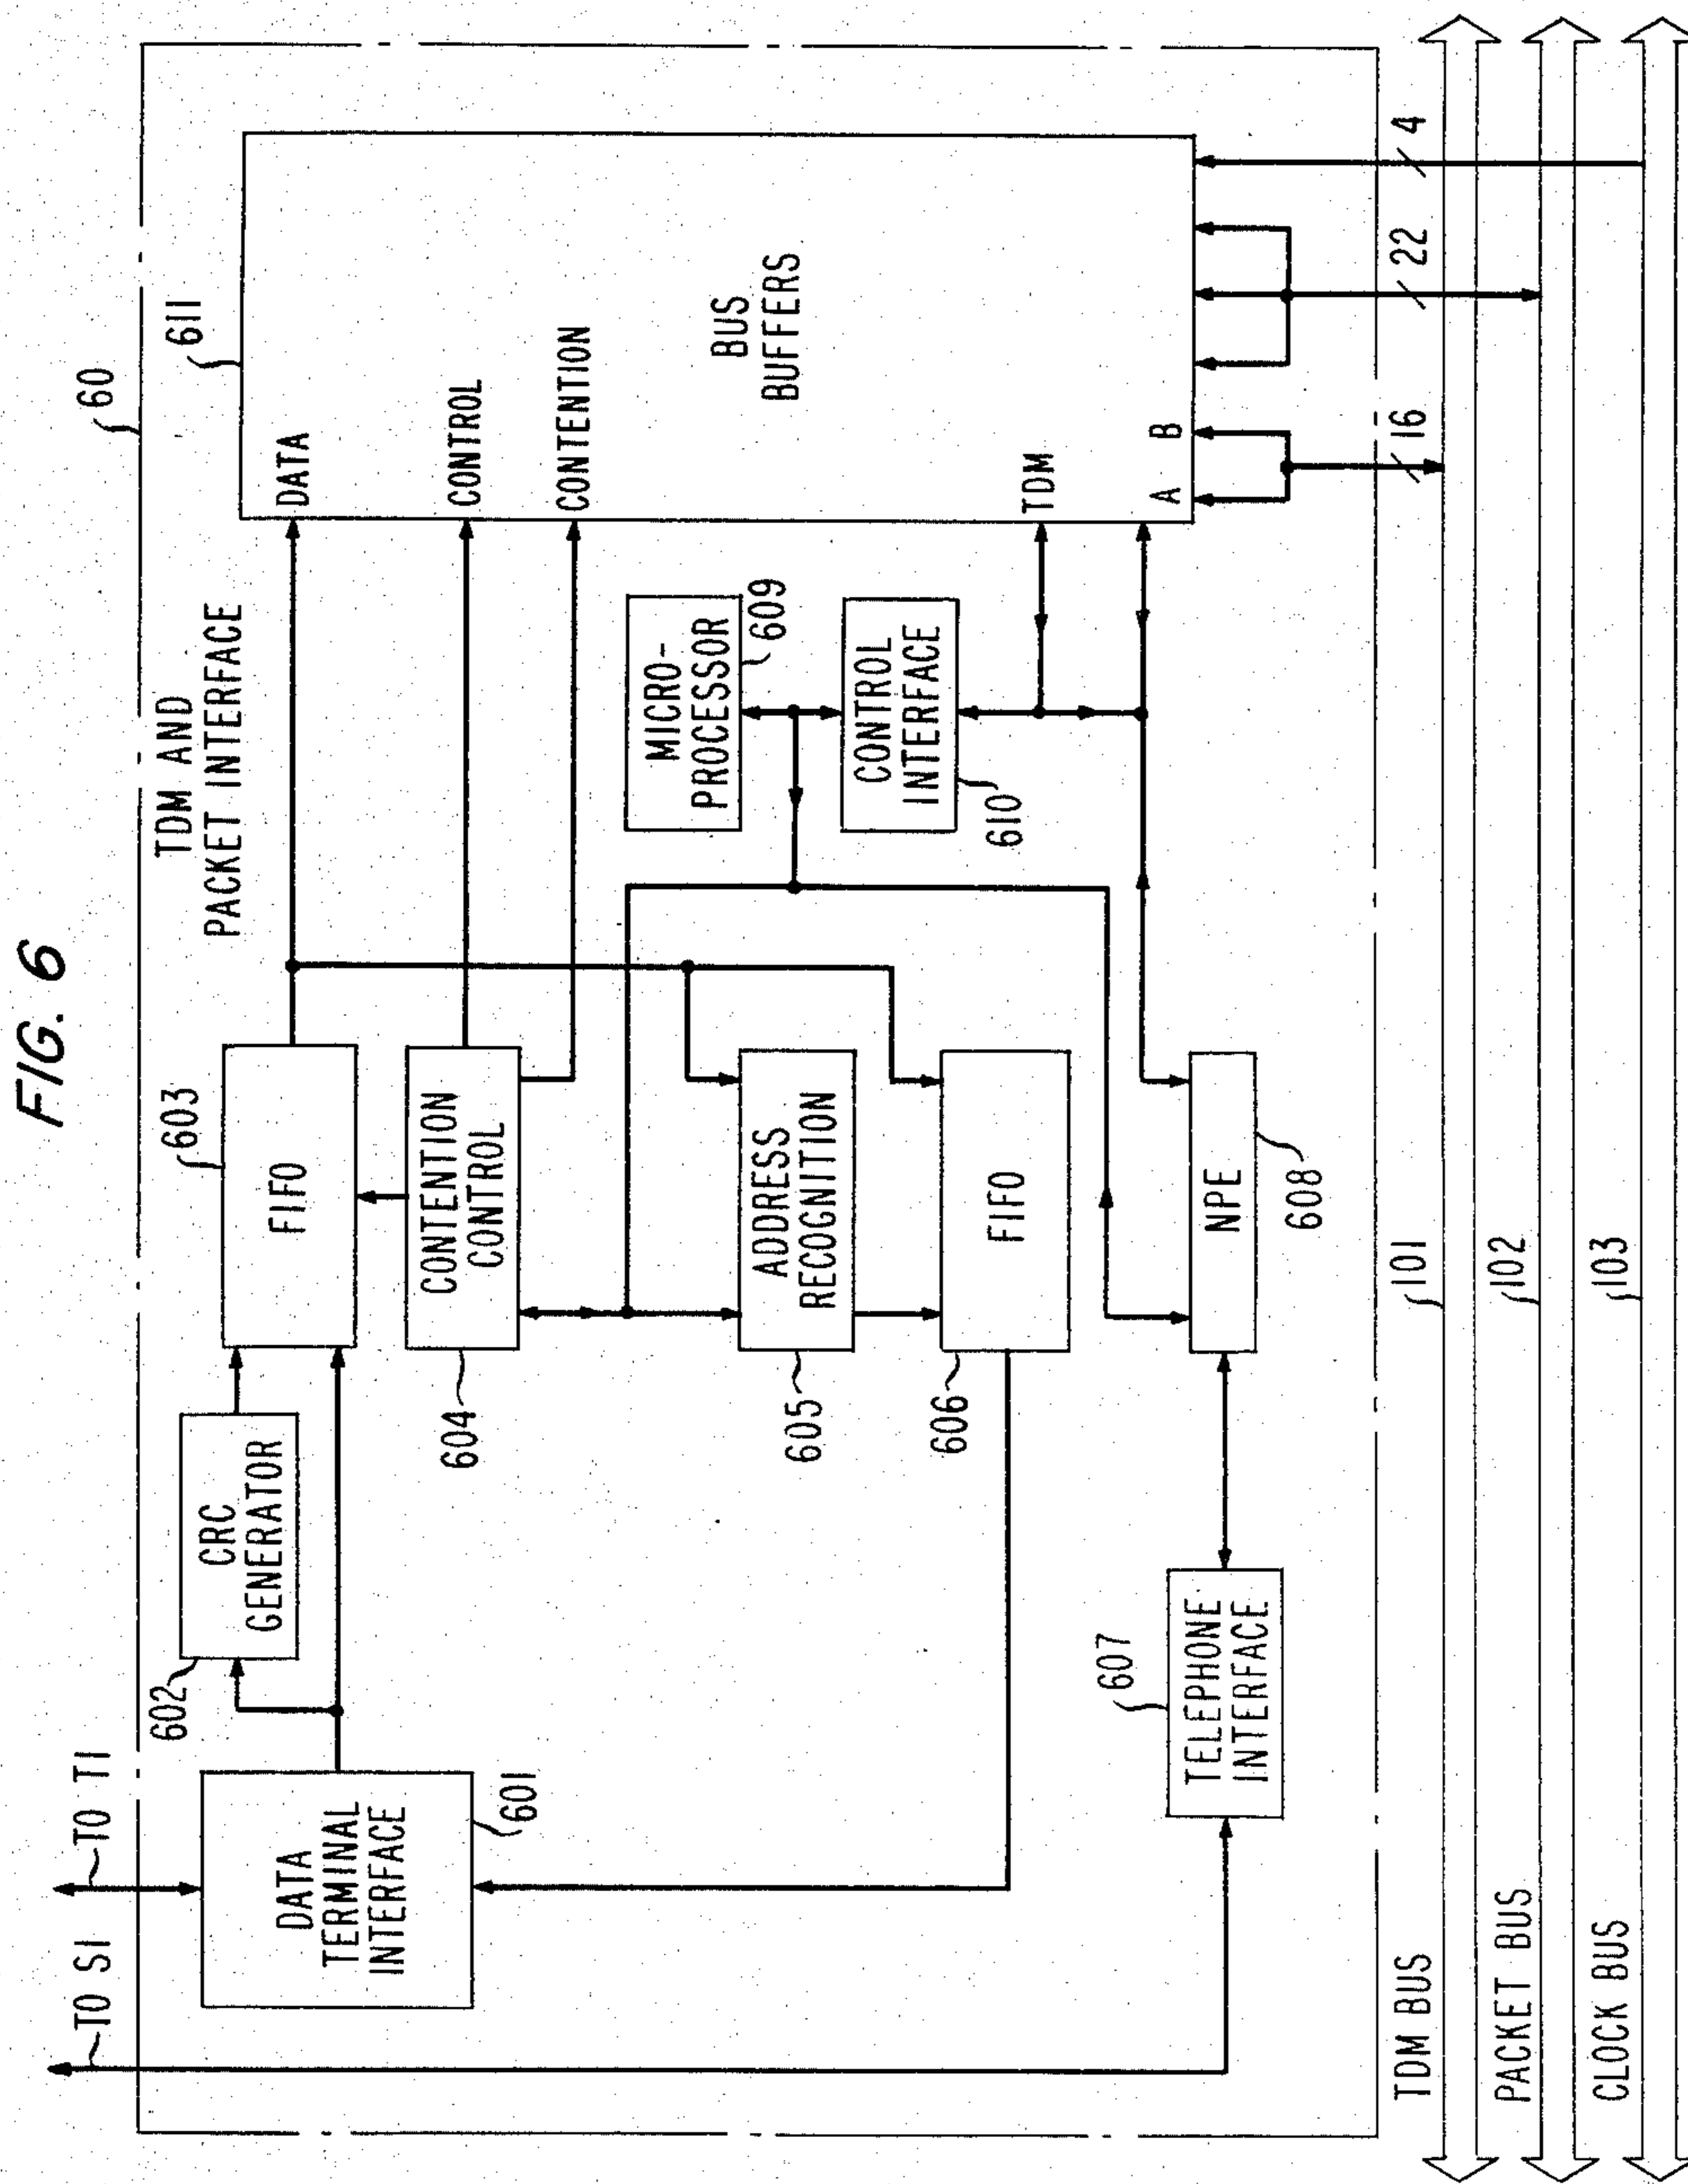 FIG. 6
TO S1
TO T1
60
TDM AND
PACKET INTERFACE
602
CRC
GENERATOR
603
FIFO
611
DATA
DATA
TERMINAL
INTERFACE
601
CONTENTION
CONTROL
604
CONTROL
CONTENTION
BUS
BUFFERS
MICRO-
PROCESSOR
609
ADDRESS
RECOGNITION
605
CONTROL
INTERFACE
610
FIFO
606
TDM
A
B
607
TELEPHONE
INTERFACE
NPE
608
16
22
4
TDM BUS
101
PACKET BUS
102
CLOCK BUS
103